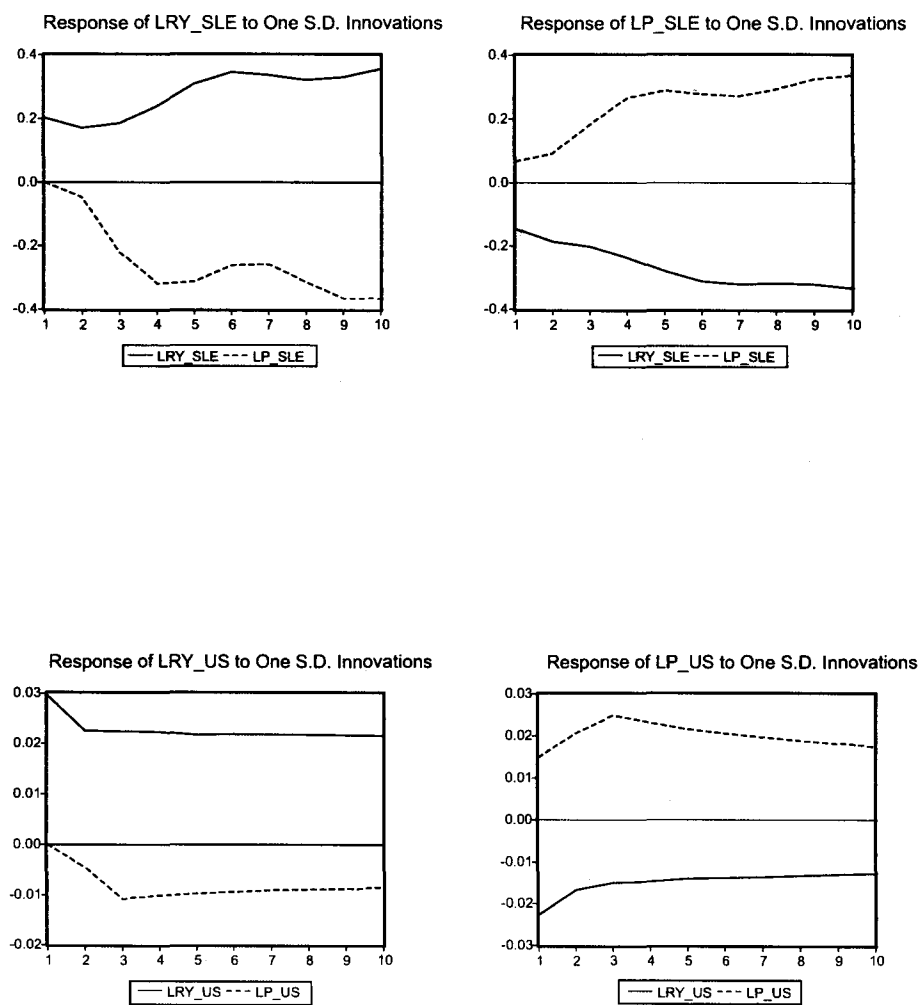 Response of LRY_SLE to One S.D. Innovations
0.4
0.2
0.0
-0.2
-0.4
1 2 3 4 5 6 7 8 9 10
LRY_SLE LP_SLE
Response of LP_SLE to One S.D. Innovations
0.4
0.2
0.0
-0.2
-0.4
1 2 3 4 5 6 7 8 9 10
LRY_SLE LP_SLE
Response of LRY_US to One S.D. Innovations
0.03
0.02
0.01
0.00
-0.01
-0.02
1 2 3 4 5 6 7 8 9 10
LRY_US LP_US
Response of LP_US to One S.D. Innovations
0.03
0.02
0.01
0.00
-0.01
-0.02
-0.03
1 2 3 4 5 6 7 8 9 10
LRY_US LP_US